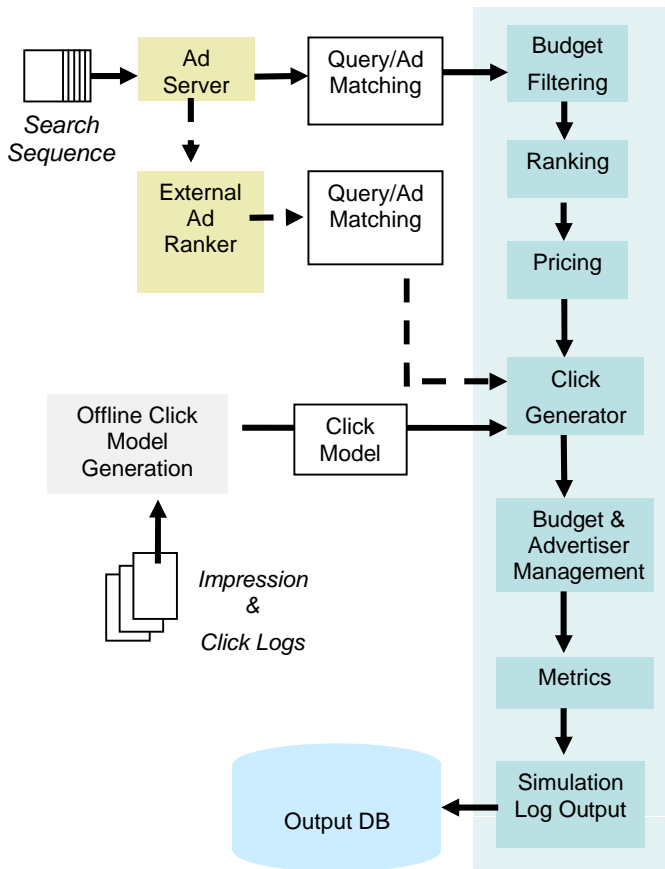 Search
Sequence
Ad
Server
Query/Ad
Matching
Budget
Filtering
Ranking
External
Ad
Ranker
Query/Ad
Matching
Pricing
Click
Generator
Offline Click
Model
Generation
Click
Model
Impression
&
Click Logs
Budget &
Advertiser
Management
Metrics
Simulation
Log Output
Output DB